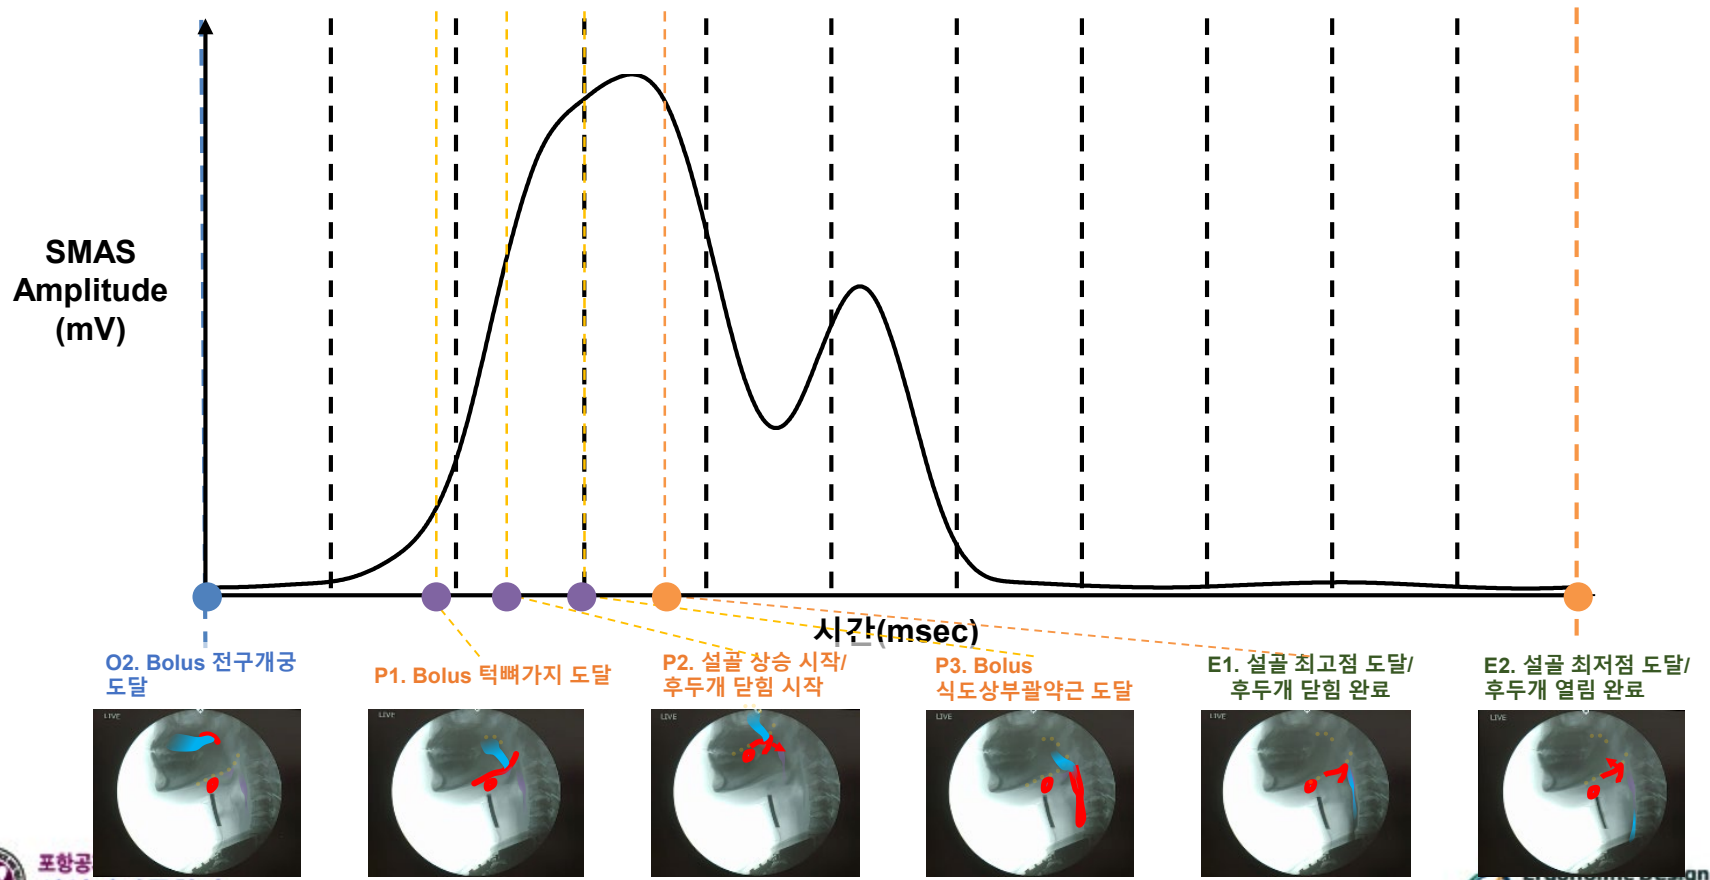 SMAS
Amplitude
(mV)
시간(msec)
O2. Bolus 전구개궁
도달
P1. Bolus 턱뼈가지 도달
P2. 설골 상승 시작/
후두개 닫힘 시작
P3. Bolus
식도상부괄약근 도달
E1. 설골 최고점 도달/
후두개 닫힘 완료
E2. 설골 최저점 도달/
후두개 열림 완료
LIVE
LIVE
LIVE
LIVE
LIVE
LIVE
포항공
Ergonomic Design